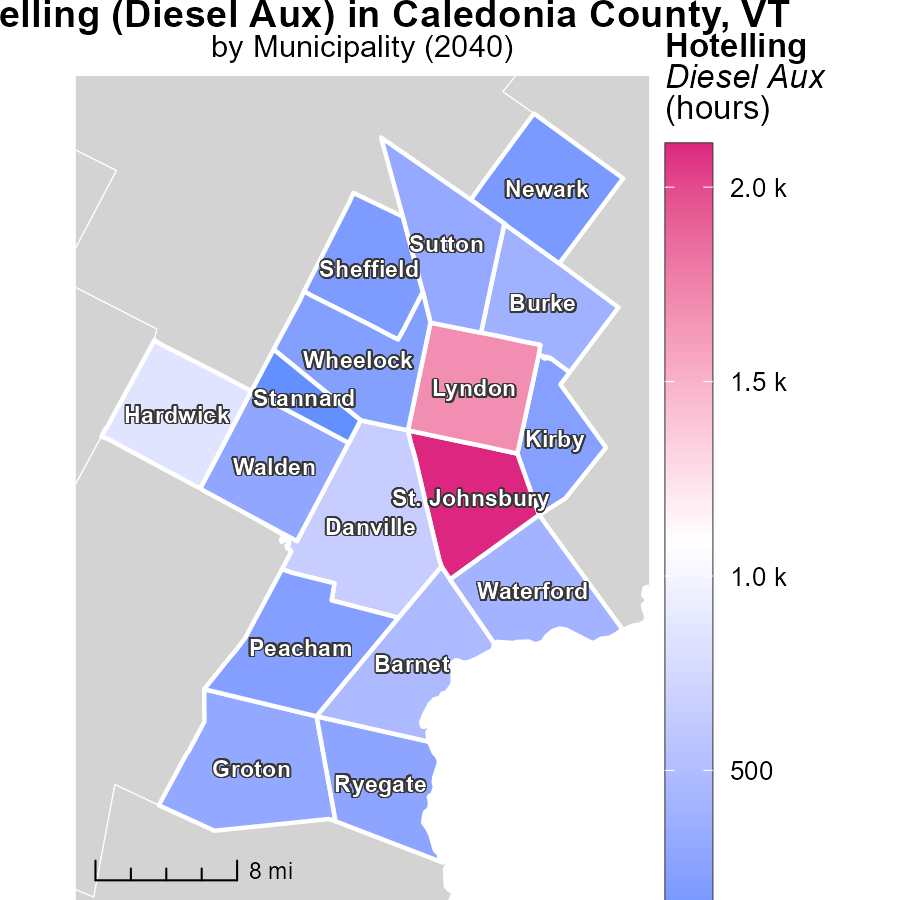 elling (Diesel Aux) in Caledonia County, VT
by Municipality (2040)
Hotelling
Diesel Aux
(hours)
2.0 k
1.5 k
1.0 k
500
Newark
Sutton
Sheffield
Burke
Wheelock
Lyndon
Stannard
Hardwick
Kirby
Walden
St. Johnsbury
Danville
Waterford
Peacham
Barnet
Groton
Ryegate
8 mi